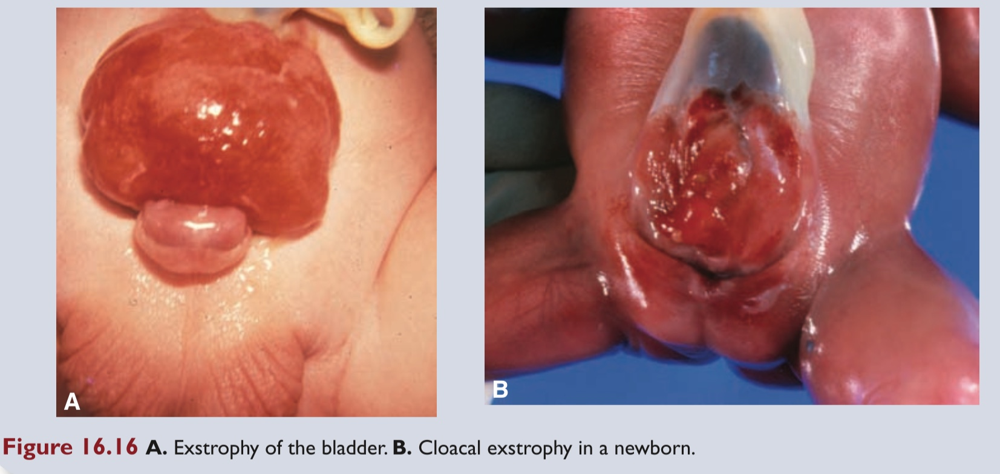 A
B
Figure 16.16 A. Exstrophy of the bladder. B. Cloacal exstrophy in a newborn.